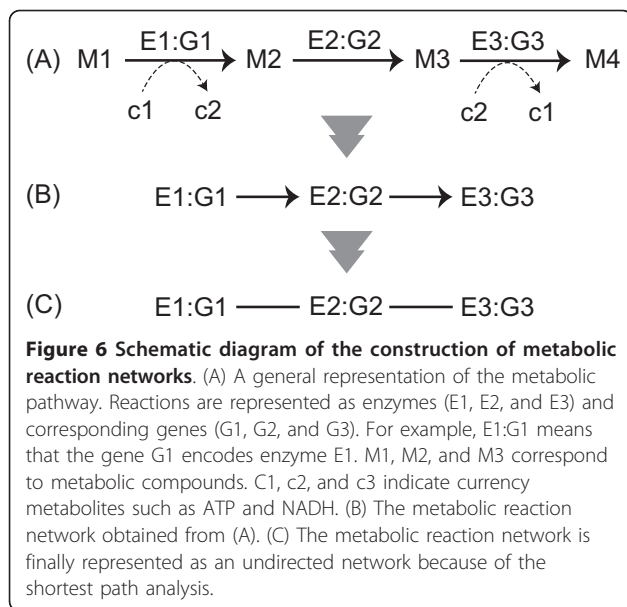 E1:G1 E2:G2 E3:G3
(A) M1 M2 M3 M4
c1 c2 c2 c1
(B) E1:G1 E2:G2 E3:G3
(C) E1:G1 E2:G2 E3:G3
Figure 6 Schematic diagram of the construction of metabolic
reaction networks. (A) A general representation of the metabolic
pathway. Reactions are represented as enzymes (E1, E2, and E3) and
corresponding genes (G1, G2, and G3). For example, E1:G1 means
that the gene G1 encodes enzyme E1. M1, M2, and M3 correspond
to metabolic compounds. C1, c2, and c3 indicate currency
metabolites such as ATP and NADH. (B) The metabolic reaction
network obtained from (A). (C) The metabolic reaction network is
finally represented as an undirected network because of the
shortest path analysis.